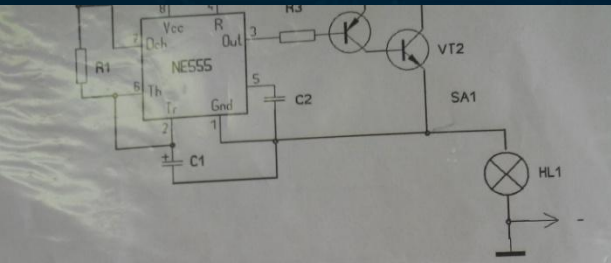 8
Vcc
R
3
R3
7
Dch
Out
VT2
R1
NE555
6
Th
5
C2
SA1
Tr
Gnd
2
1
+
C1
HL1
-